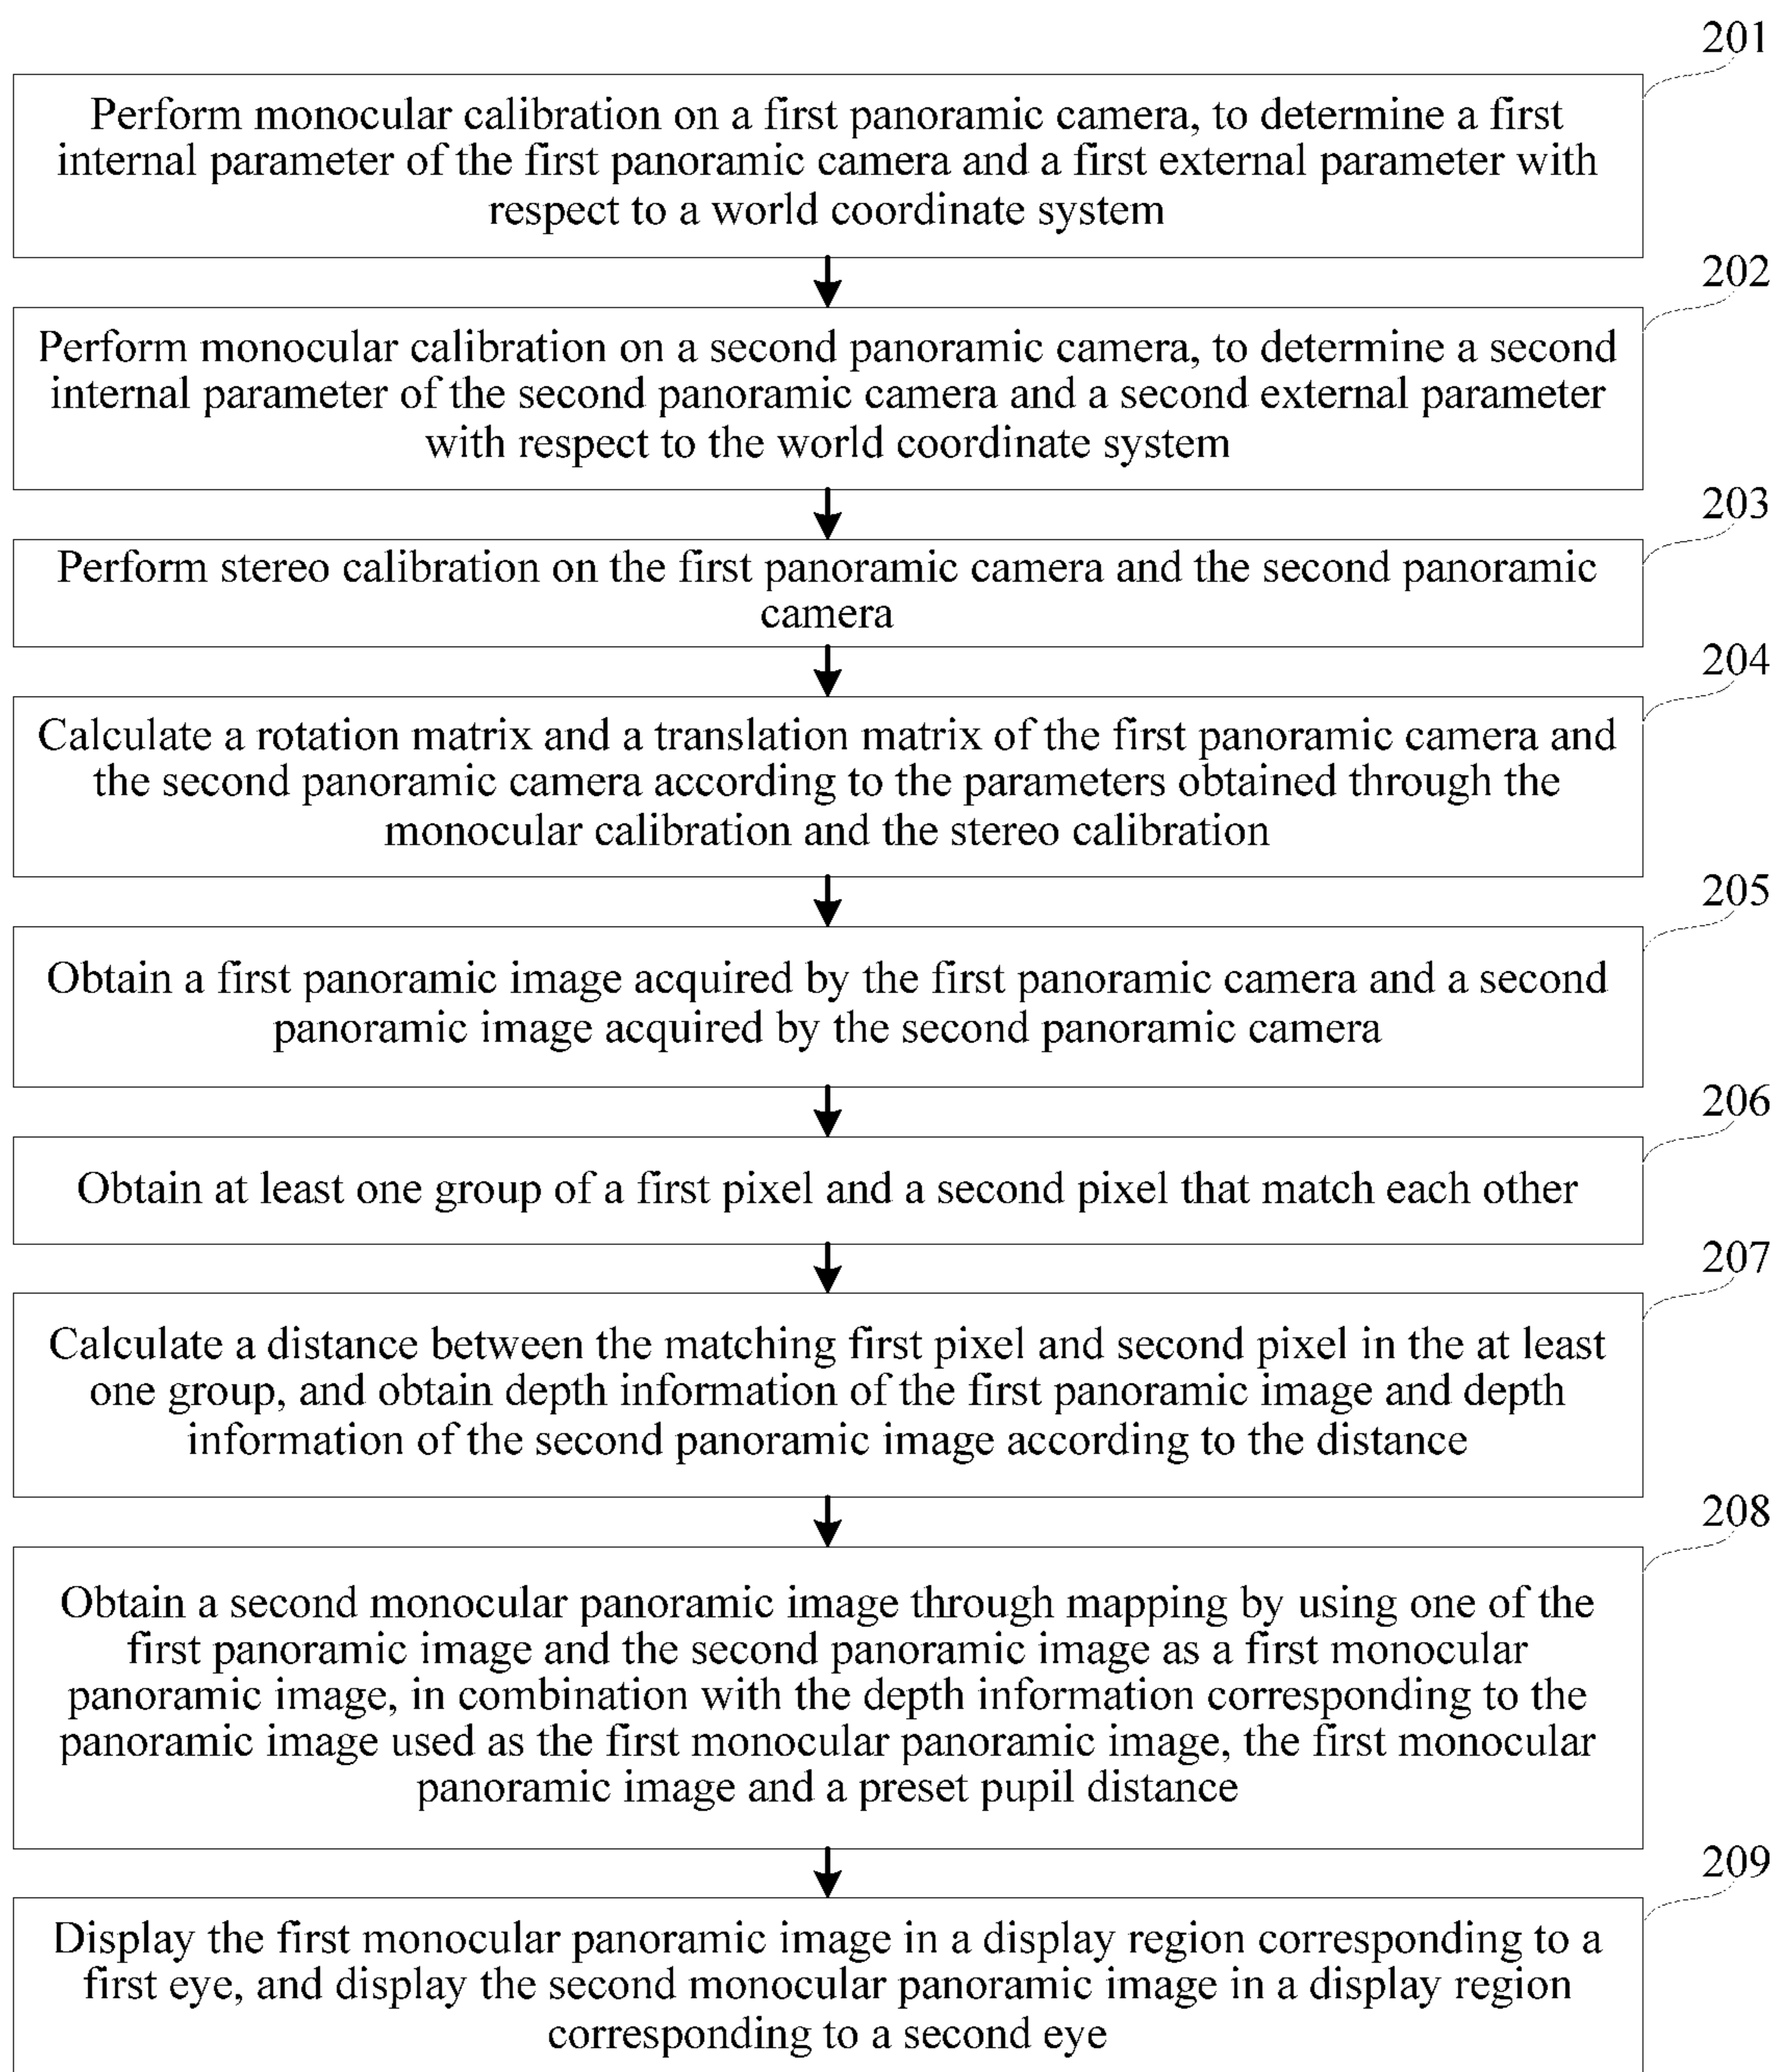 201
Perform monocular calibration on a first panoramic camera, to determine a first
internal parameter of the first panoramic camera and a first external parameter with
respect to a world coordinate system
202
Perform monocular calibration on a second panoramic camera, to determine a second
internal parameter of the second panoramic camera and a second external parameter
with respect to the world coordinate system
203
Perform stereo calibration on the first panoramic camera and the second panoramic
camera
204
Calculate a rotation matrix and a translation matrix of the first panoramic camera and
the second panoramic camera according to the parameters obtained through the
monocular calibration and the stereo calibration
205
Obtain a first panoramic image acquired by the first panoramic camera and a second
panoramic image acquired by the second panoramic camera
206
Obtain at least one group of a first pixel and a second pixel that match each other
207
Calculate a distance between the matching first pixel and second pixel in the at least
one group, and obtain depth information of the first panoramic image and depth
information of the second panoramic image according to the distance
208
Obtain a second monocular panoramic image through mapping by using one of the
first panoramic image and the second panoramic image as a first monocular
panoramic image, in combination with the depth information corresponding to the
panoramic image used as the first monocular panoramic image, the first monocular
panoramic image and a preset pupil distance
209
Display the first monocular panoramic image in a display region corresponding to a
first eye, and display the second monocular panoramic image in a display region
corresponding to a second eye